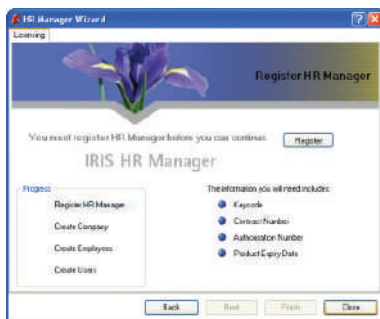 HR Manager Wizard
Licensing
Register HR Manager
You must register HR Manager before you can continue.
Register
IRIS HR Manager
Progress
Register HR Manager
Create Company
Create Employees
Create Users
The information you will need includes:
Keycode
Contract Number
Authorisation Number
Product Expiry Date
Back
Next
Finish
Close